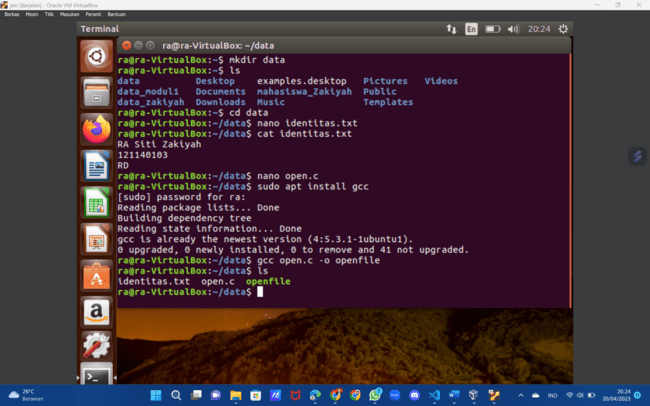 zini [Berjalan] - Oracle VM VirtualBox
Berkas Mesin Tilik Masukan Peranti Bantuan
Terminal En 20:24
ra@ra-VirtualBox: ~/data
ra@ra-VirtualBox:~$ mkdir data
ra@ra-VirtualBox:~$ ls
data Desktop examples.desktop Pictures Videos
data_modul1 Documents mahasiswa_Zakiyah Public
data_zakiyah Downloads Music Templates
ra@ra-VirtualBox:~$ cd data
ra@ra-VirtualBox:~/data$ nano identitas.txt
ra@ra-VirtualBox:~/data$ cat identitas.txt
RA Siti Zakiyah
121140103
RD
ra@ra-VirtualBox:~/data$ nano open.c
ra@ra-VirtualBox:~/data$ sudo apt install gcc
[sudo] password for ra:
Reading package lists... Done
Building dependency tree
Reading state information... Done
gcc is already the newest version (4:5.3.1-1ubuntu1).
0 upgraded, 0 newly installed, 0 to remove and 41 not upgraded.
ra@ra-VirtualBox:~/data$ gcc open.c -o openfile
ra@ra-VirtualBox:~/data$ ls
identitas.txt open.c openfile
ra@ra-VirtualBox:~/data$
26°C
Berawan
IND
20.24
20/04/2023